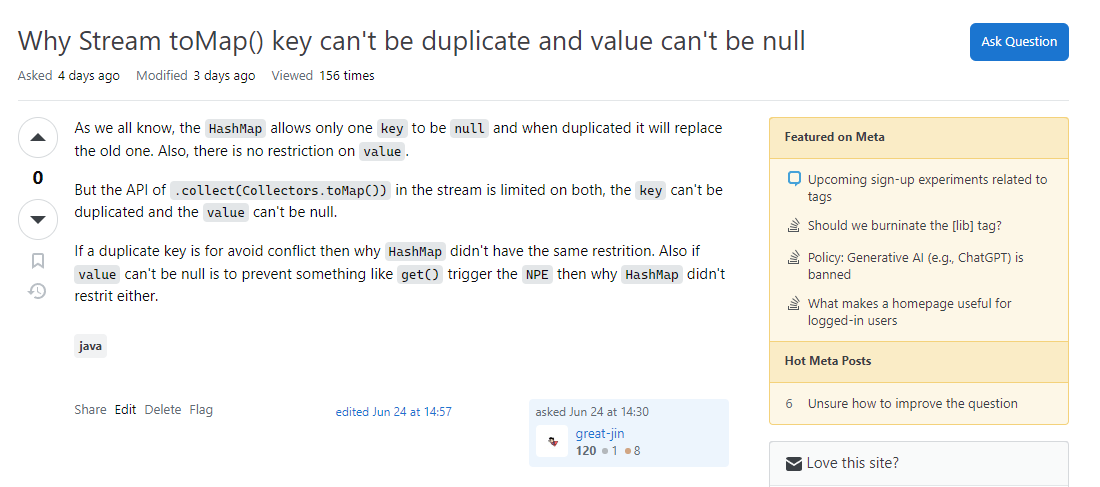 Why Stream toMap() key can't be duplicate and value can't be null
Ask Question
Asked 4 days ago Modified 3 days ago Viewed 156 times
As we all know, the HashMap allows only one key to be null and when duplicated it will replace
the old one. Also, there is no restriction on value.
0
But the API of .collect(Collectors.toMap()) in the stream is limited on both, the key can't be
duplicated and the value can't be null.
If a duplicate key is for avoid conflict then why HashMap didn't have the same restrition. Also if
value can't be null is to prevent something like get() trigger the NPE then why HashMap didn't
restrit either.
java
Share Edit Delete Flag
edited Jun 24 at 14:57
asked Jun 24 at 14:30
great-jin
120 1 8
Featured on Meta
Upcoming sign-up experiments related to
tags
Should we burninate the [lib] tag?
Policy: Generative AI (e.g., ChatGPT) is
banned
What makes a homepage useful for
logged-in users
Hot Meta Posts
6 Unsure how to improve the question
Love this site?